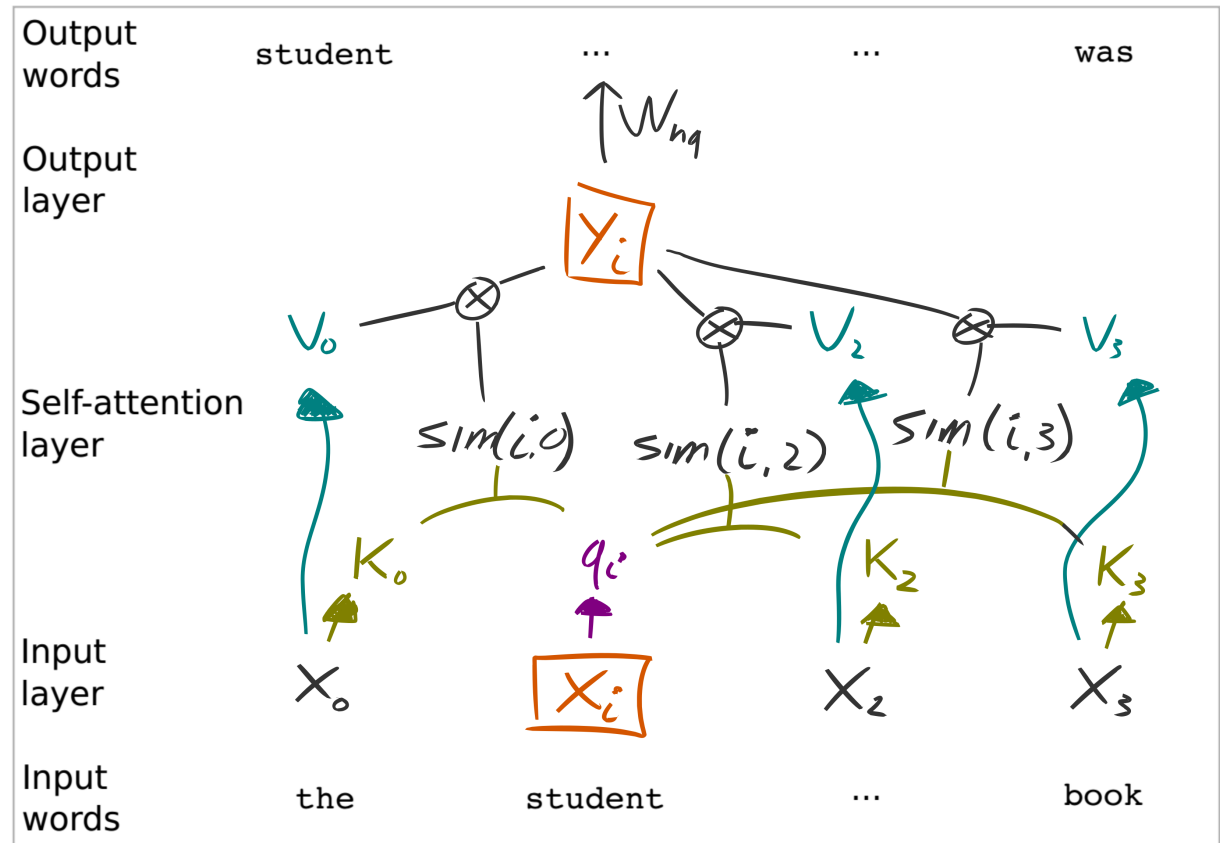 Output words
student ... ... was
W_nq
Output layer
Y_i
V_0 V_2 V_3
Self-attention layer
sim(i,0) sim(i,2) sim(i,3)
K_0 q_i K_2 K_3
Input layer
X_0 X_i X_2 X_3
Input words
the student ... book